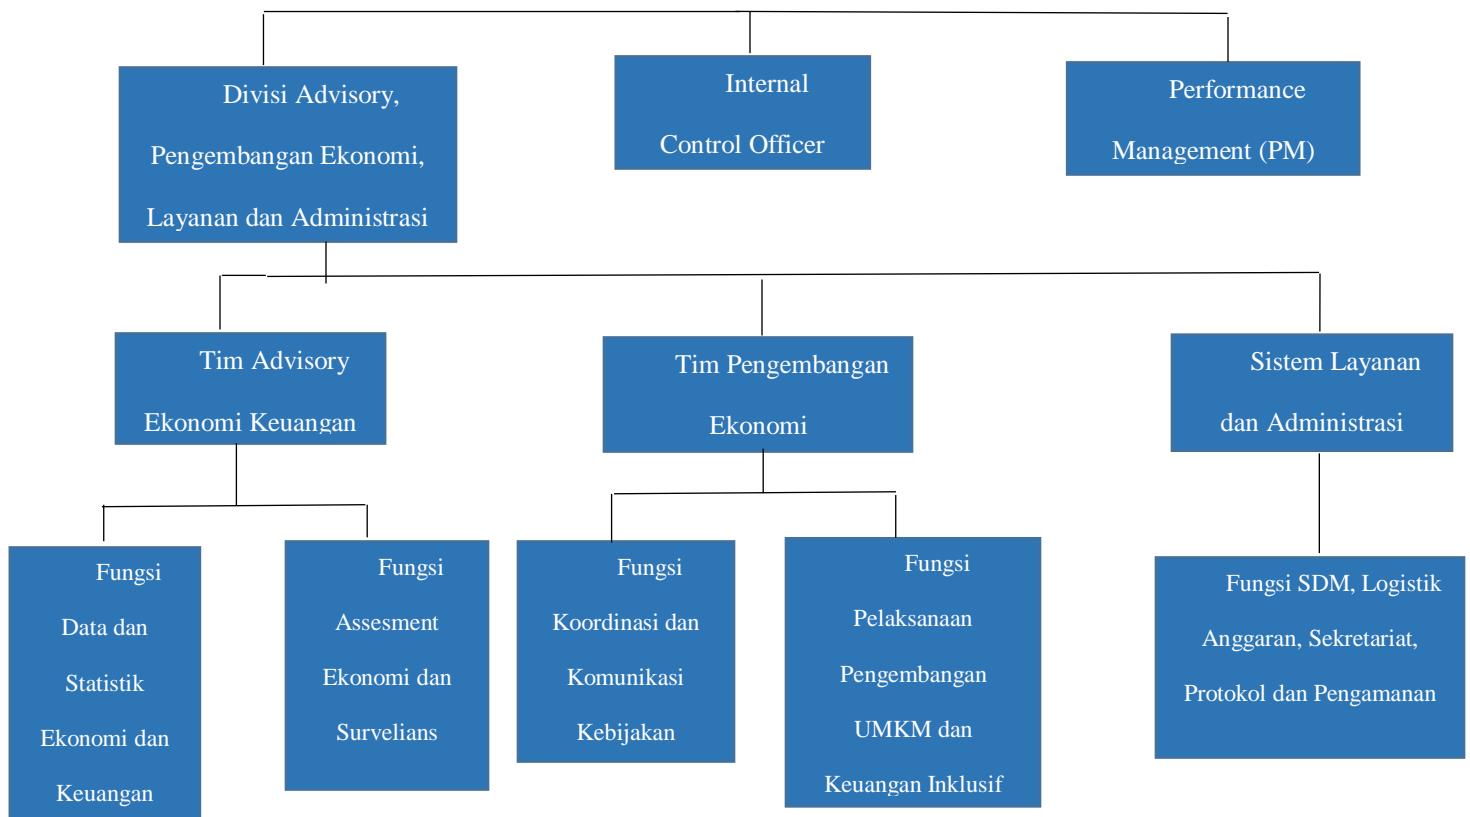 Divisi Advisory,
Pengembangan Ekonomi,
Layanan dan Administrasi
Internal
Control Officer
Performance
Management (PM)
Tim Advisory
Ekonomi Keuangan
Tim Pengembangan
Ekonomi
Sistem Layanan
dan Administrasi
Fungsi
Data dan
Statistik
Ekonomi dan
Keuangan
Fungsi
Assesment
Ekonomi dan
Survelians
Fungsi
Koordinasi dan
Komunikasi
Kebijakan
Fungsi
Pelaksanaan
Pengembangan
UMKM dan
Keuangan Inklusif
Fungsi SDM, Logistik
Anggaran, Sekretariat,
Protokol dan Pengamanan